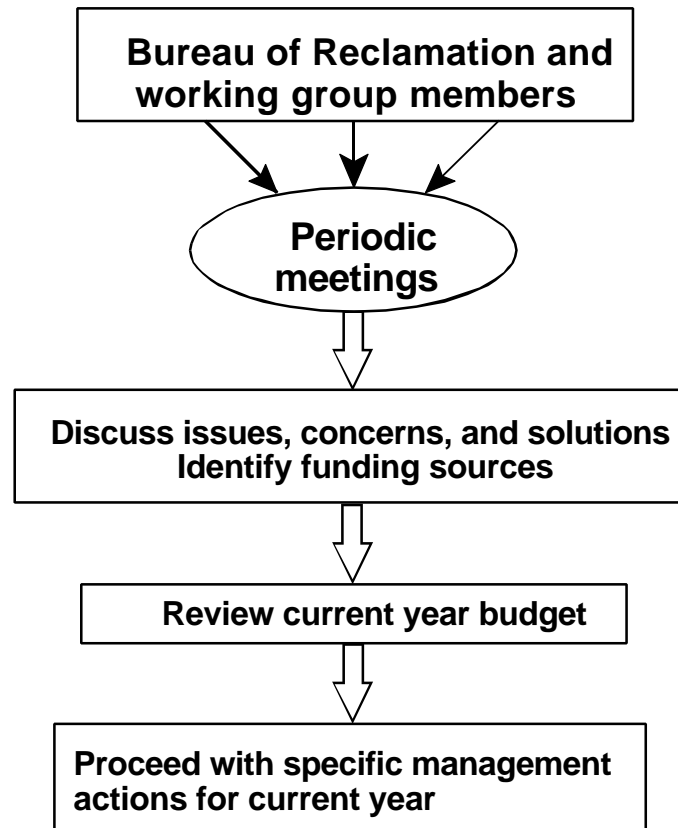 Bureau of Reclamation and
working group members
Periodic
meetings
Discuss issues, concerns, and solutions
Identify funding sources
Review current year budget
Proceed with specific management
actions for current year